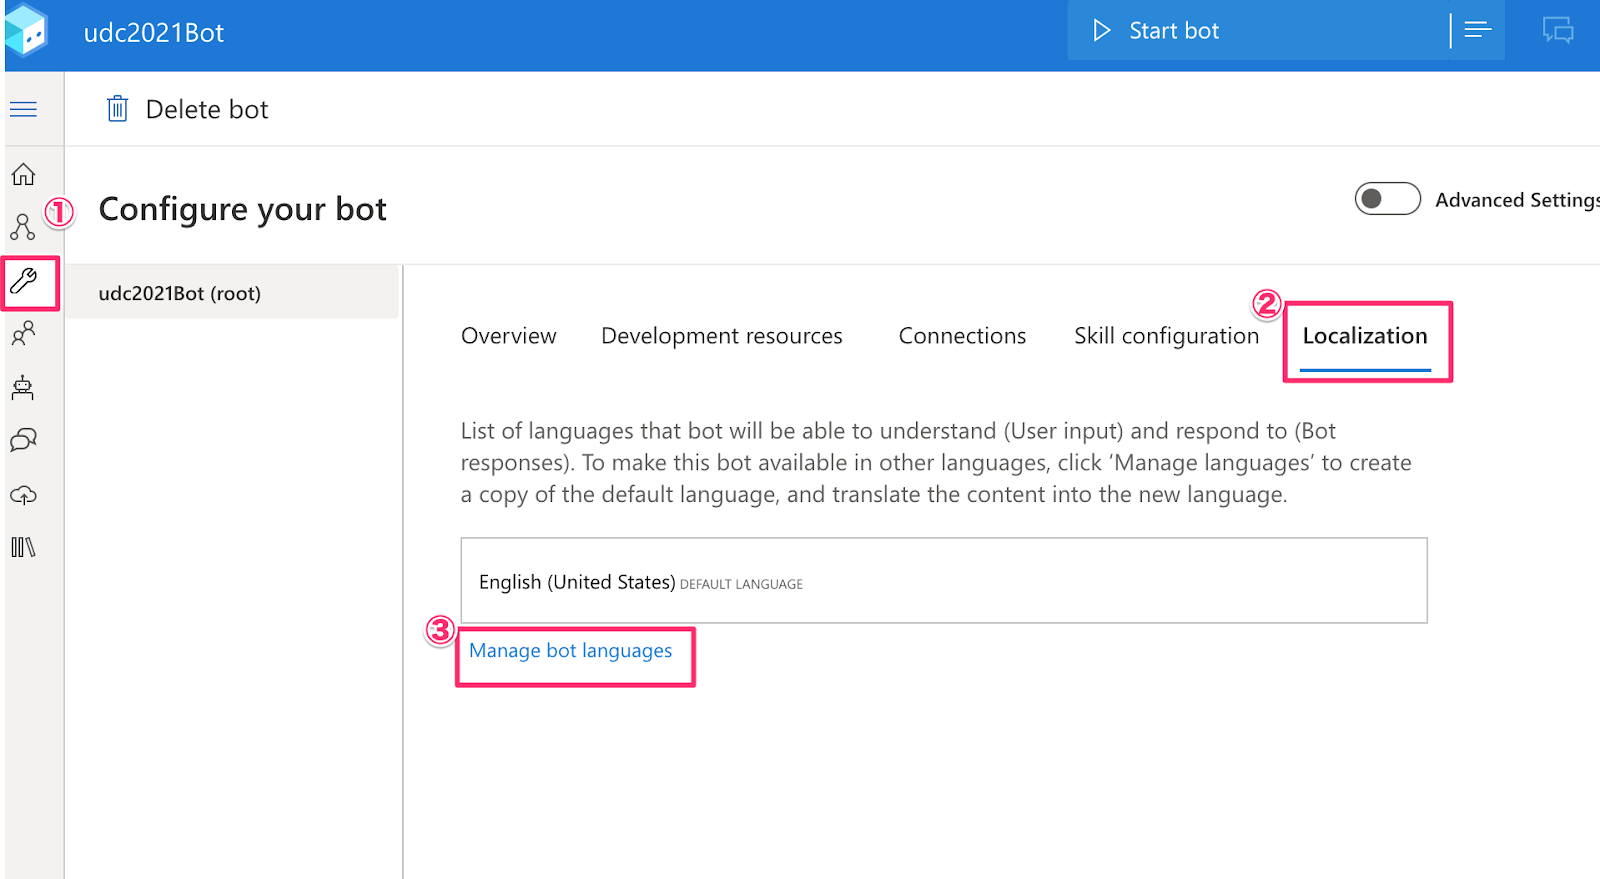 udc2021Bot
Start bot
Delete bot
①
Configure your bot
Advanced Settings
udc2021Bot (root)
②
Overview Development resources Connections Skill configuration Localization
List of languages that bot will be able to understand (User input) and respond to (Bot
responses). To make this bot available in other languages, click ‘Manage languages’ to create
a copy of the default language, and translate the content into the new language.
English (United States) DEFAULT LANGUAGE
③
Manage bot languages